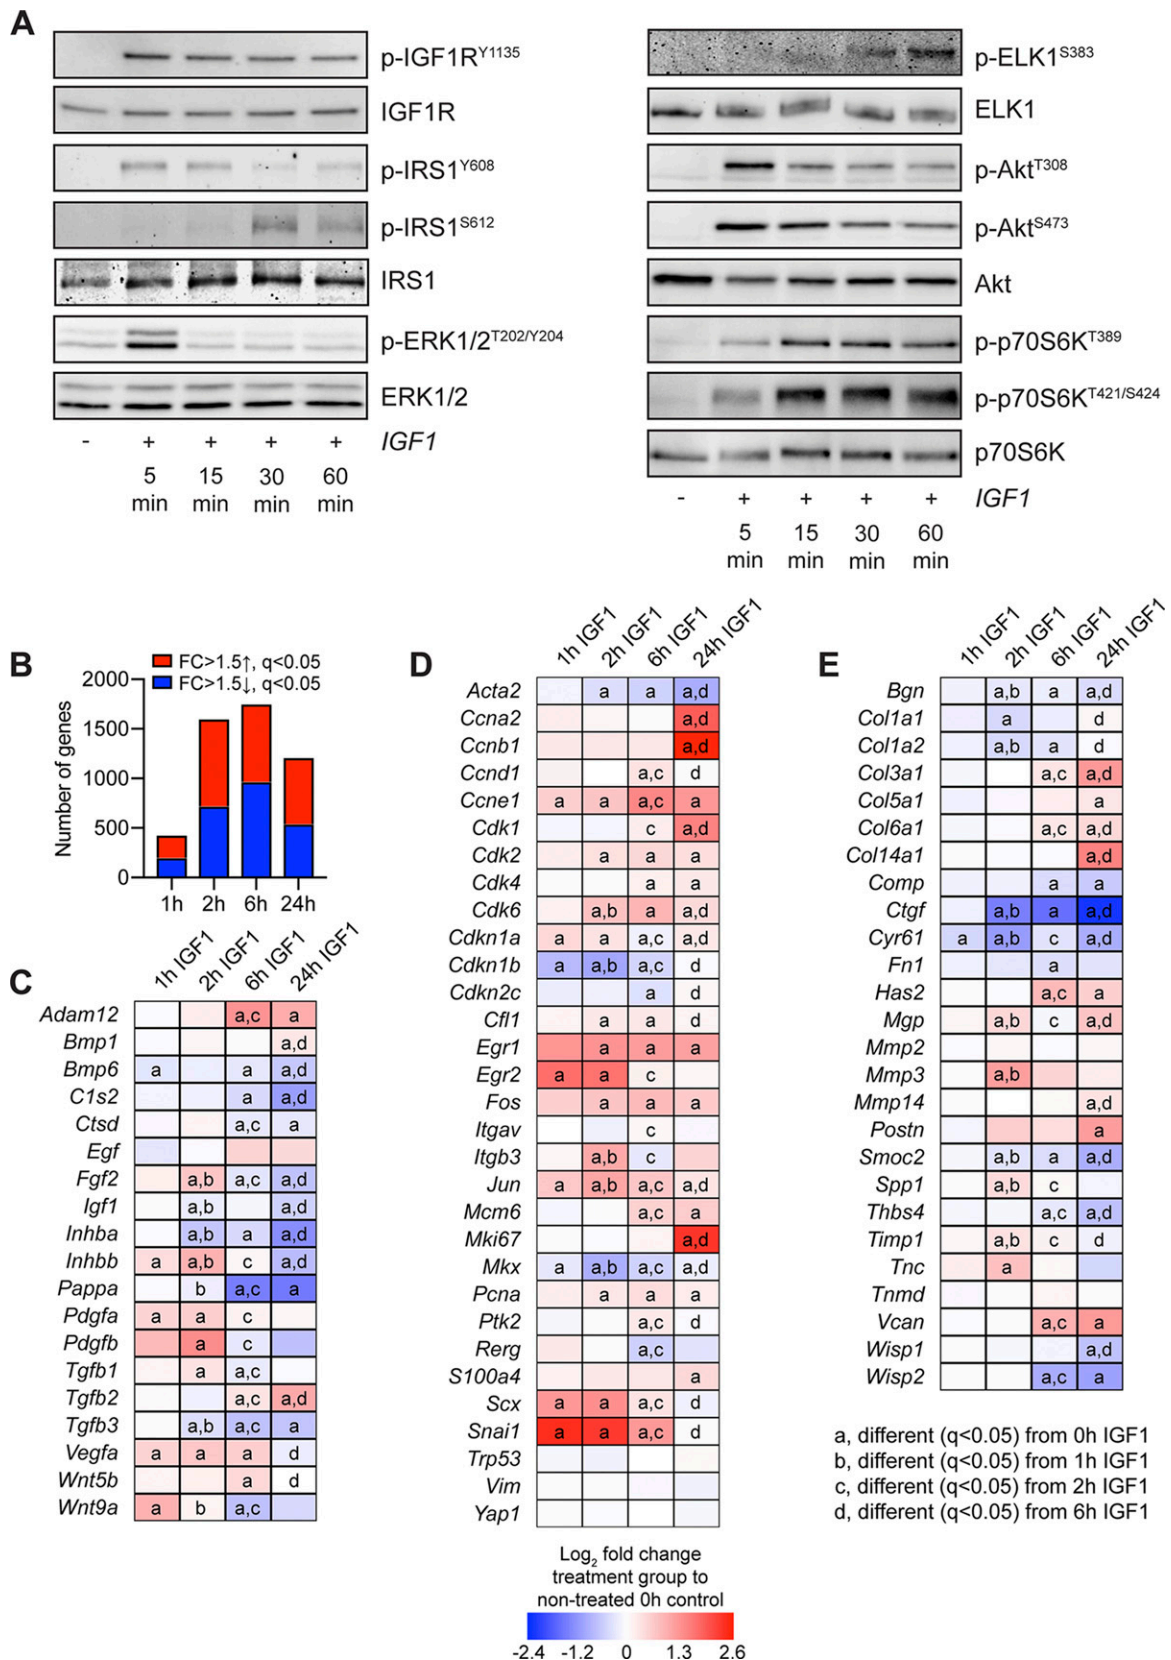 A
p-IGF1R^Y1135
IGF1R
p-IRS1^Y608
p-IRS1^S612
IRS1
p-ERK1/2^T202/Y204
ERK1/2
- + + + + IGF1
5 15 30 60
min min min min
p-ELK1^S383
ELK1
p-Akt^T308
p-Akt^S473
Akt
p-p70S6K^T389
p-p70S6K^T421/S424
p70S6K
- + + + + IGF1
5 15 30 60
min min min min
B
FC>1.5↑, q<0.05
FC>1.5↓, q<0.05
Number of genes
2000
1500
1000
500
0
1h 2h 6h 24h
C
1h IGF1 2h IGF1 6h IGF1 24h IGF1
Adam12 a,c a
Bmp1 a,d
Bmp6 a a a,d
C1s2 a a,d
Ctsd a,c a
Egf
Fgf2 a,b a,c a,d
Igf1 a,b a,d
Inhba a,b a a,d
Inhbb a a,b c a,d
Pappa b a,c a
Pdgfa a a c
Pdgfb a c
Tgfb1 a a,c
Tgfb2 a,c a,d
Tgfb3 a,b a,c a
Vegfa a a a d
Wnt5b a d
Wnt9a a b a,c
D
1h IGF1 2h IGF1 6h IGF1 24h IGF1
Acta2 a a a,d
Ccna2 a,d
Ccnb1 a,d
Ccnd1 a,c d
Ccne1 a a a,c a
Cdk1 c a,d
Cdk2 a a a
Cdk4 a a
Cdk6 a,b a a,d
Cdkn1a a a a,c a,d
Cdkn1b a a,b a,c d
Cdkn2c a d
Cfl1 a a d
Egr1 a a a
Egr2 a a c
Fos a a a
Itgav c
Itgb3 a,b c
Jun a a,b a,c a,d
Mcm6 a,c a
Mki67 a,d
Mkx a a,b a,c a,d
Pcna a a a
Ptk2 a,c d
Rerg a,c
S100a4 a
Scx a a a,c d
Snai1 a a a,c d
Trp53
Vim
Yap1
Log₂ fold change
treatment group to
non-treated 0h control
-2.4 -1.2 0 1.3 2.6
E
1h IGF1 2h IGF1 6h IGF1 24h IGF1
Bgn a,b a a,d
Col1a1 a d
Col1a2 a,b a d
Col3a1 a,c a,d
Col5a1 a
Col6a1 a,c a,d
Col14a1 a,d
Comp a a
Ctgf a,b a a,d
Cyr61 a a,b c a,d
Fn1 a
Has2 a,c a
Mgp a,b c a,d
Mmp2
Mmp3 a,b
Mmp14 a,d
Postn a
Smoc2 a,b a a,d
Spp1 a,b c
Thbs4 a,c a,d
Timp1 a,b c d
Tnc a
Tnmd
Vcan a,c a
Wisp1 a,d
Wisp2 a,c a
a, different (q<0.05) from 0h IGF1
b, different (q<0.05) from 1h IGF1
c, different (q<0.05) from 2h IGF1
d, different (q<0.05) from 6h IGF1